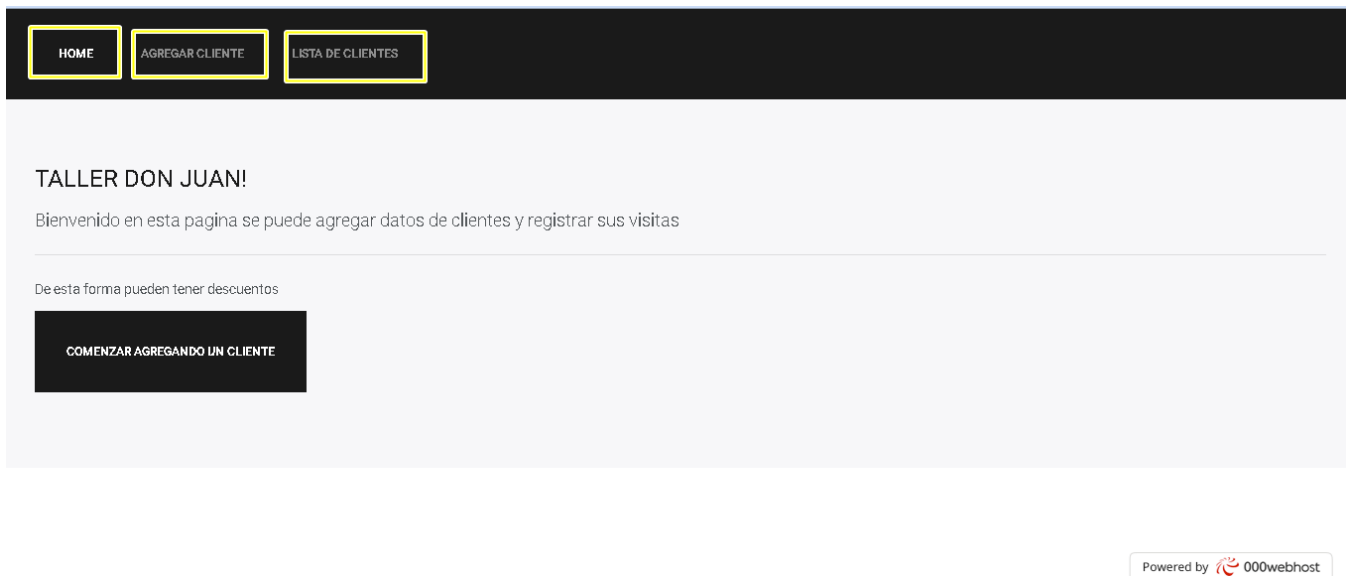 HOME AGREGAR CLIENTE LISTA DE CLIENTES
TALLER DON JUAN!
Bienvenido en esta pagina se puede agregar datos de clientes y registrar sus visitas
De esta forma pueden tener descuentos
COMENZAR AGREGANDO UN CLIENTE
Powered by 000webhost